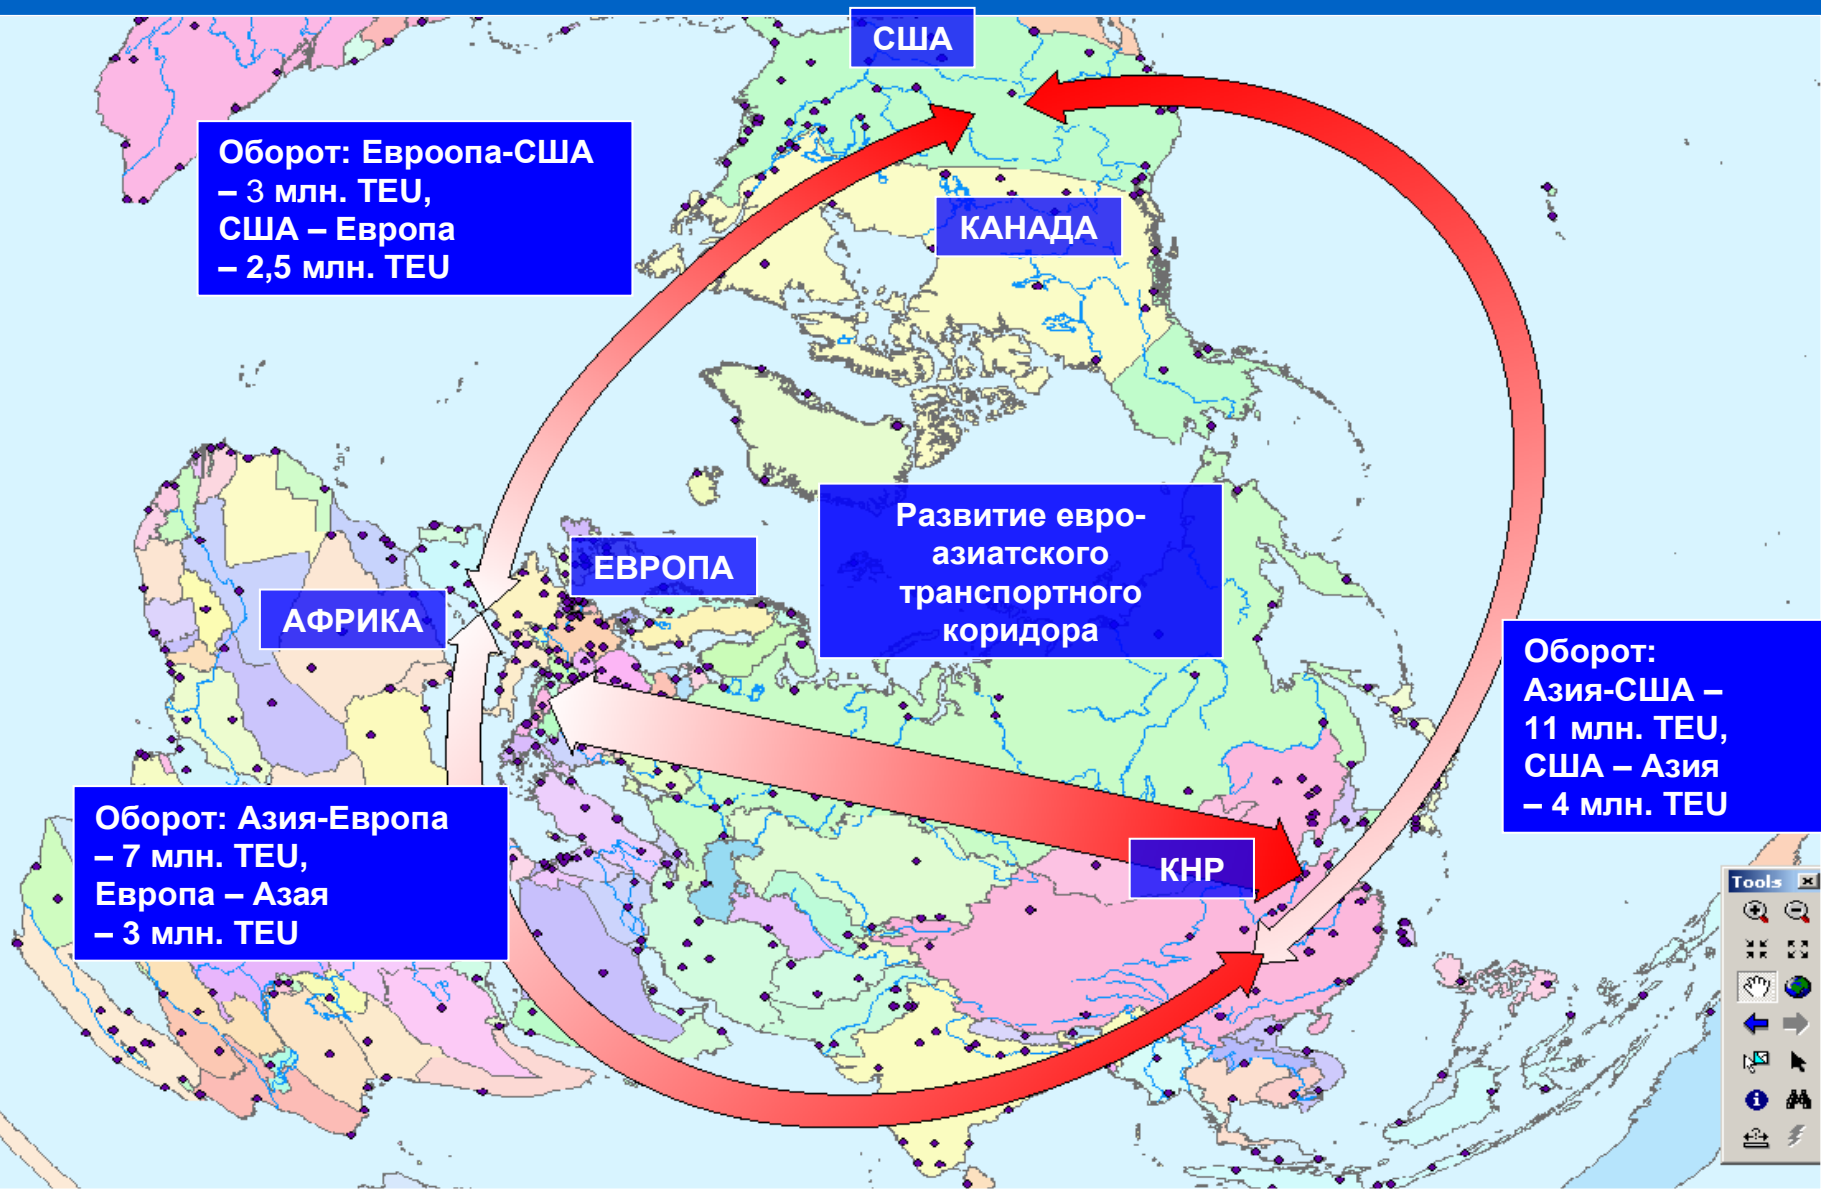 США
Оборот: Евроопа-США
– 3 млн. TEU,
США – Европа
– 2,5 млн. TEU
КАНАДА
Развитие евро-
азиатского
транспортного
коридора
ЕВРОПА
АФРИКА
Оборот:
Азия-США –
11 млн. TEU,
США – Азия
– 4 млн. TEU
Оборот: Азия-Европа
– 7 млн. TEU,
Европа – Азая
– 3 млн. TEU
КНР
Tools